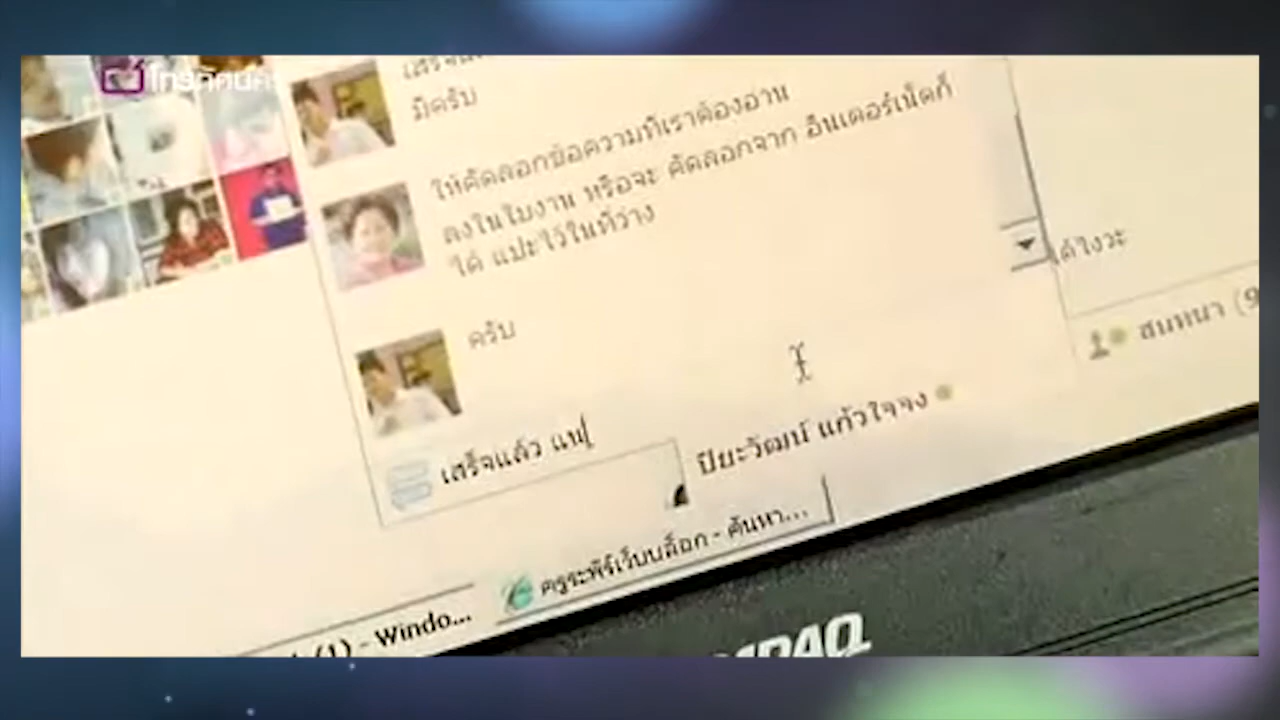 มีครับ
ให้คัดลอกข้อความที่เราต้องอ่าน
ลงในใบงาน หรือจะ คัดลอกจาก อินเตอร์เน็ตก็
ได้ แปะไว้ในที่ว่าง
ครับ
เสร็จแล้ว แน
ปิยะวัฒน์ แก้วใจจง
ได้ไงวะ
สนทนา (9
ครูระพีร์เว็บบล็อก - ค้นหา...
(1) - Windo...
MPAQ